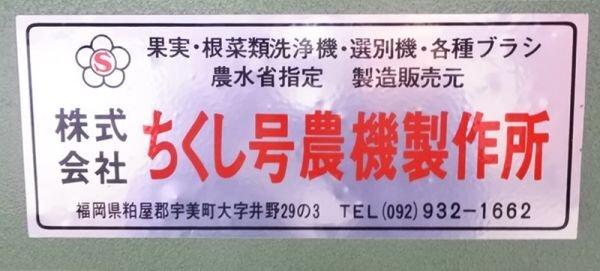 S
果実・根菜類洗浄機・選別機・各種ブラシ
農水省指定 製造販売元
株式会社 ちくし号農機製作所
福岡県粕屋郡宇美町大字井野29の3 TEL(092)932-1662